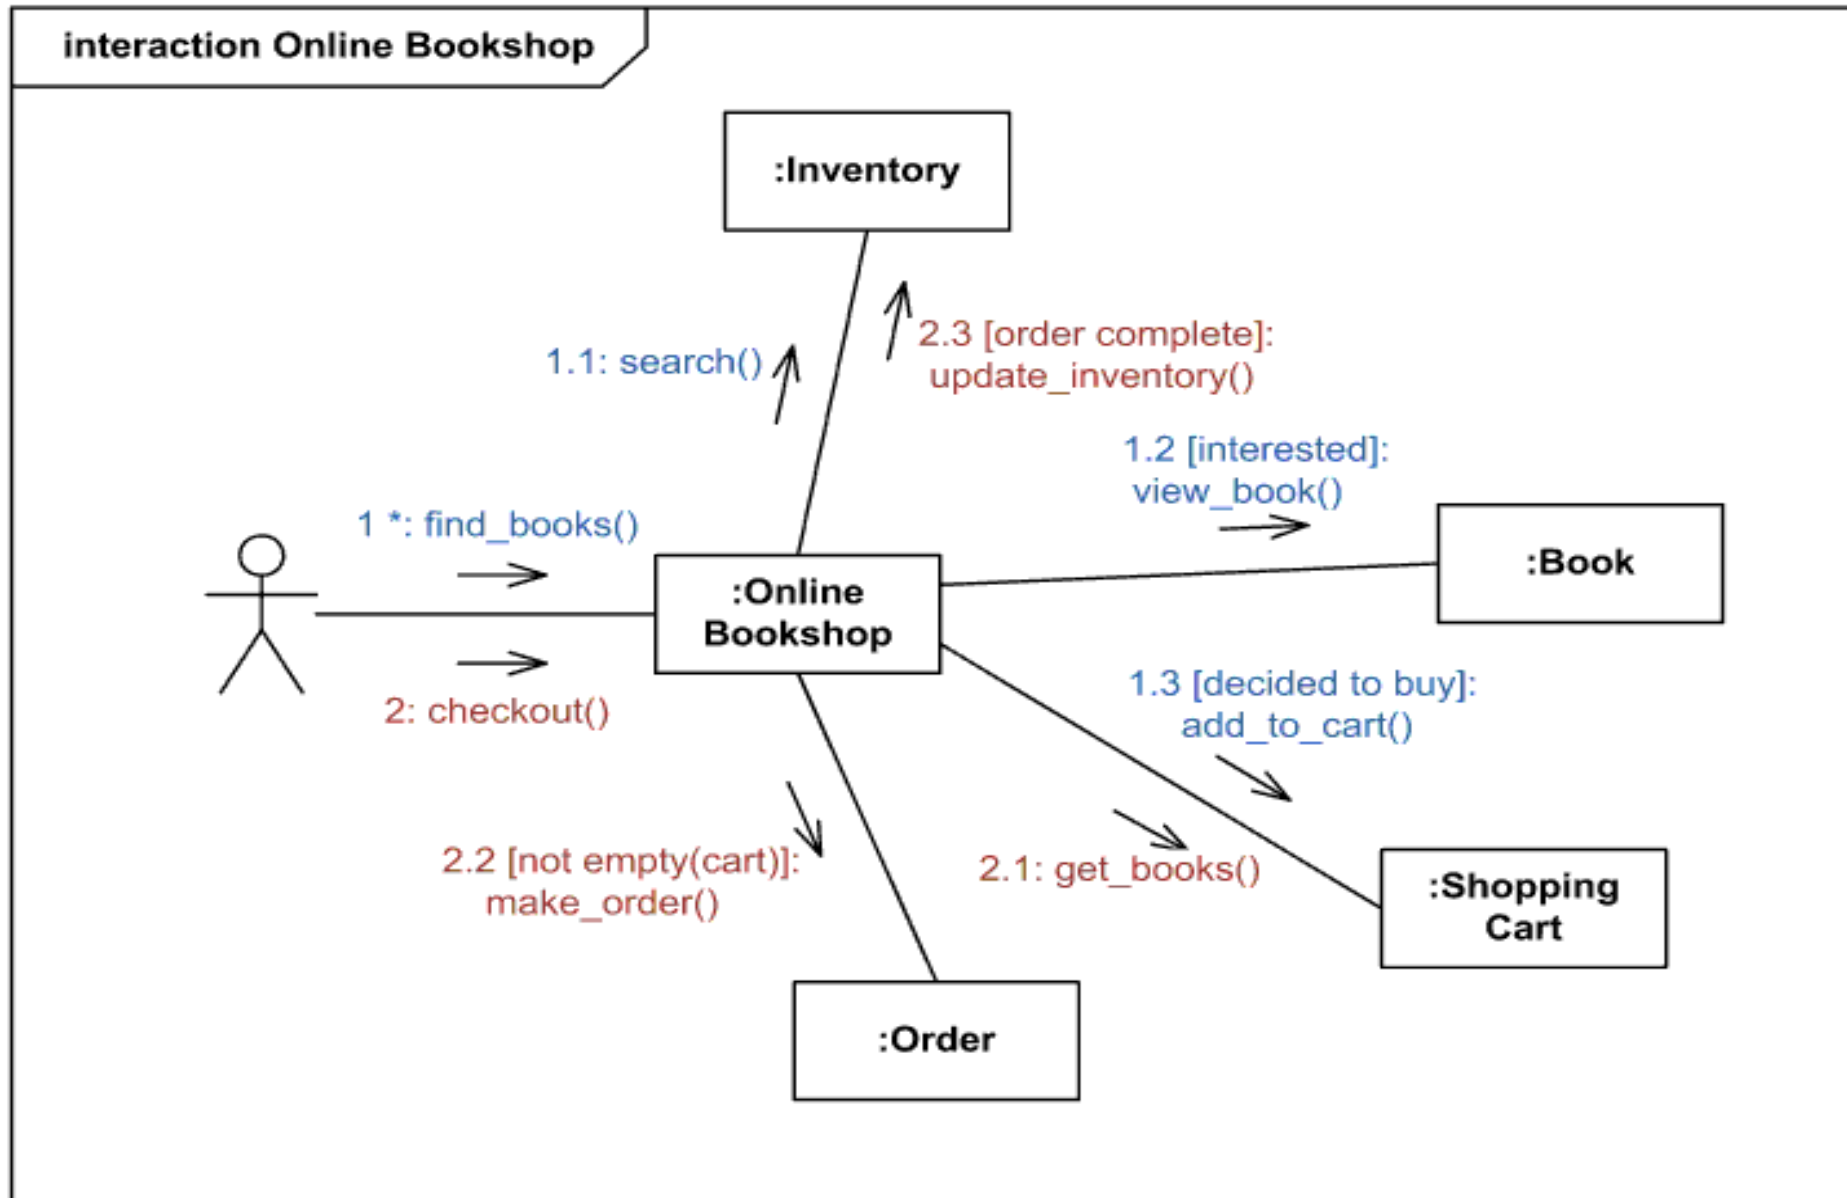 interaction Online Bookshop
:Inventory
1.1: search()
2.3 [order complete]:
update_inventory()
1.2 [interested]:
view_book()
1 *: find_books()
:Online
Bookshop
:Book
2: checkout()
1.3 [decided to buy]:
add_to_cart()
2.2 [not empty(cart)]:
make_order()
2.1: get_books()
:Shopping
Cart
:Order